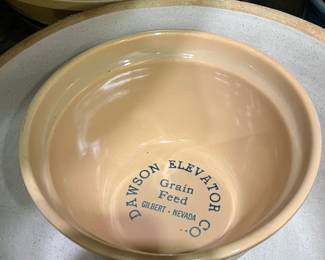 DAWSON ELEVATOR CO.
Grain
Feed
GILBERT - NEVADA